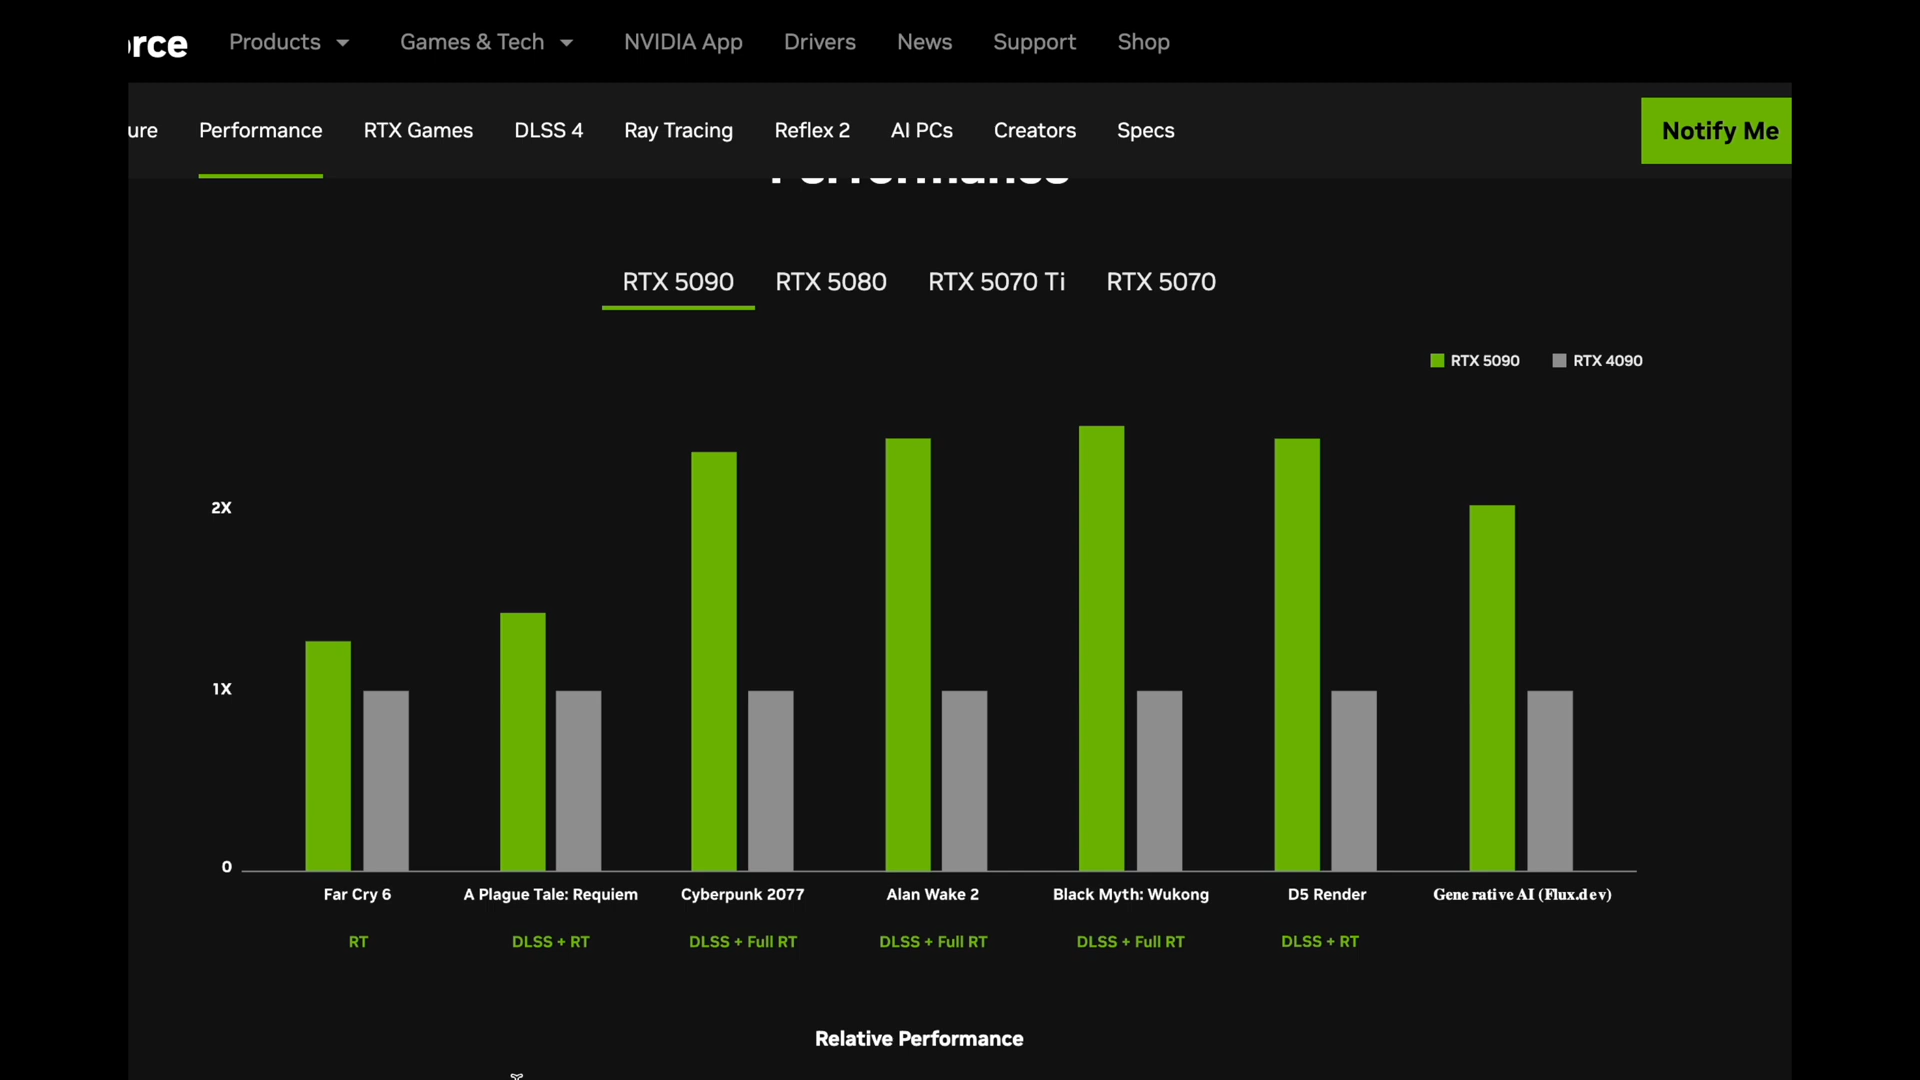 rce Products Games & Tech NVIDIA App Drivers News Support Shop
ure Performance RTX Games DLSS 4 Ray Tracing Reflex 2 AI PCs Creators Specs Notify Me
Performance
RTX 5090 RTX 5080 RTX 5070 Ti RTX 5070
RTX 5090 RTX 4090
2X
1X
0
Far Cry 6 A Plague Tale: Requiem Cyberpunk 2077 Alan Wake 2 Black Myth: Wukong D5 Render Generative AI (Flux.dev)
RT DLSS + RT DLSS + Full RT DLSS + Full RT DLSS + Full RT DLSS + RT
Relative Performance